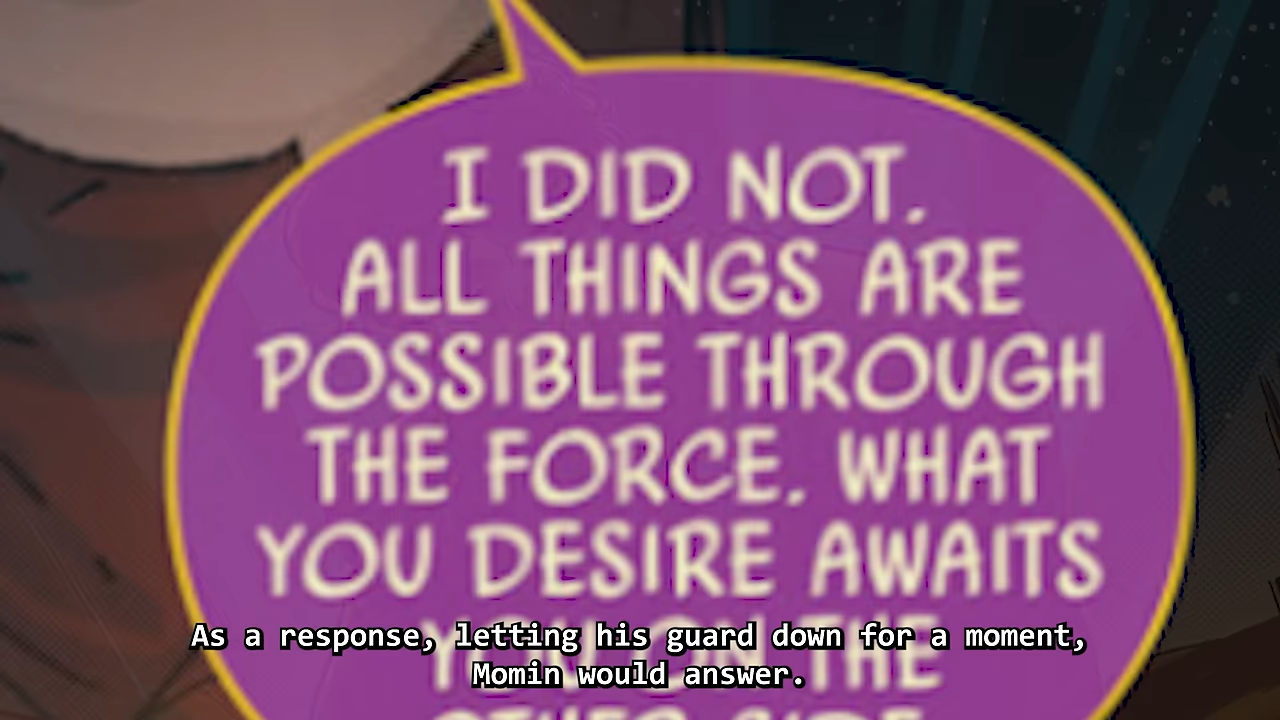 I DID NOT.
ALL THINGS ARE
POSSIBLE THROUGH
THE FORCE. WHAT
YOU DESIRE AWAITS
THE
As a response, letting his guard down for a moment,
Momin would answer.